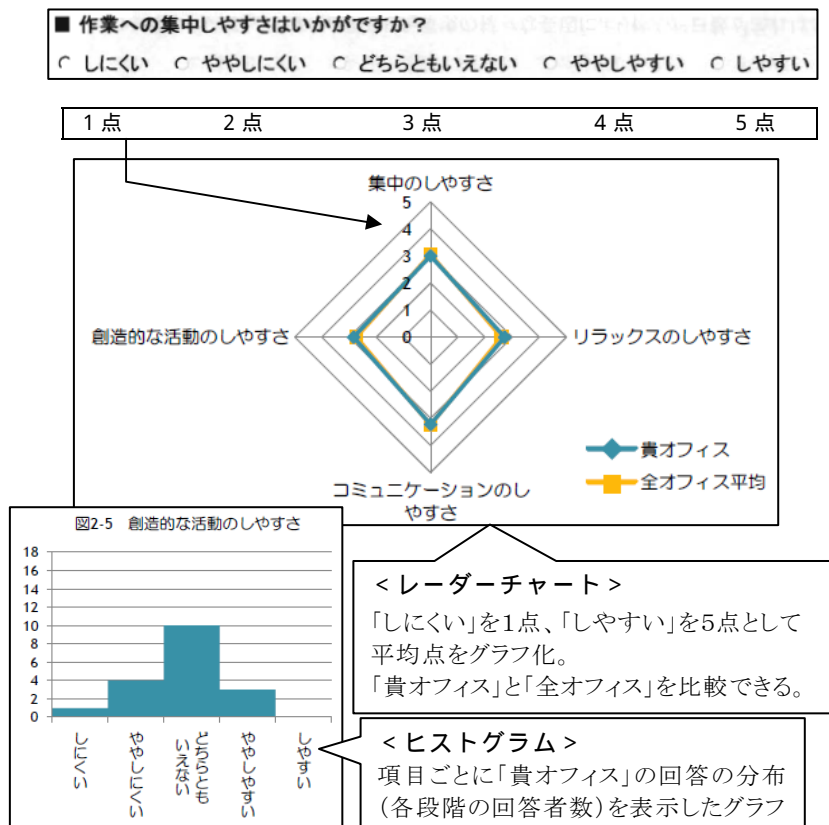 ■ 作業への集中しやすさはいかがですか？
○ しにくい ○ ややしにくい ○ どちらともいえない ○ ややしやすい ○ しやすい
1点 2点 3点 4点 5点
集中のしやすさ
5
4
3
2
1
0
創造的な活動のしやすさ
リラックスのしやすさ
コミュニケーションのし
やすさ
貴オフィス
全オフィス平均
図2-5 創造的な活動のしやすさ
18
16
14
12
10
8
6
4
2
0
しにくい
ややしにくい
どちらとも
いえない
ややしやすい
しやすい
＜レーダーチャート＞
「しにくい」を1点、「しやすい」を5点として
平均点をグラフ化。
「貴オフィス」と「全オフィス」を比較できる。
＜ヒストグラム＞
項目ごとに「貴オフィス」の回答の分布
（各段階の回答者数）を表示したグラフ